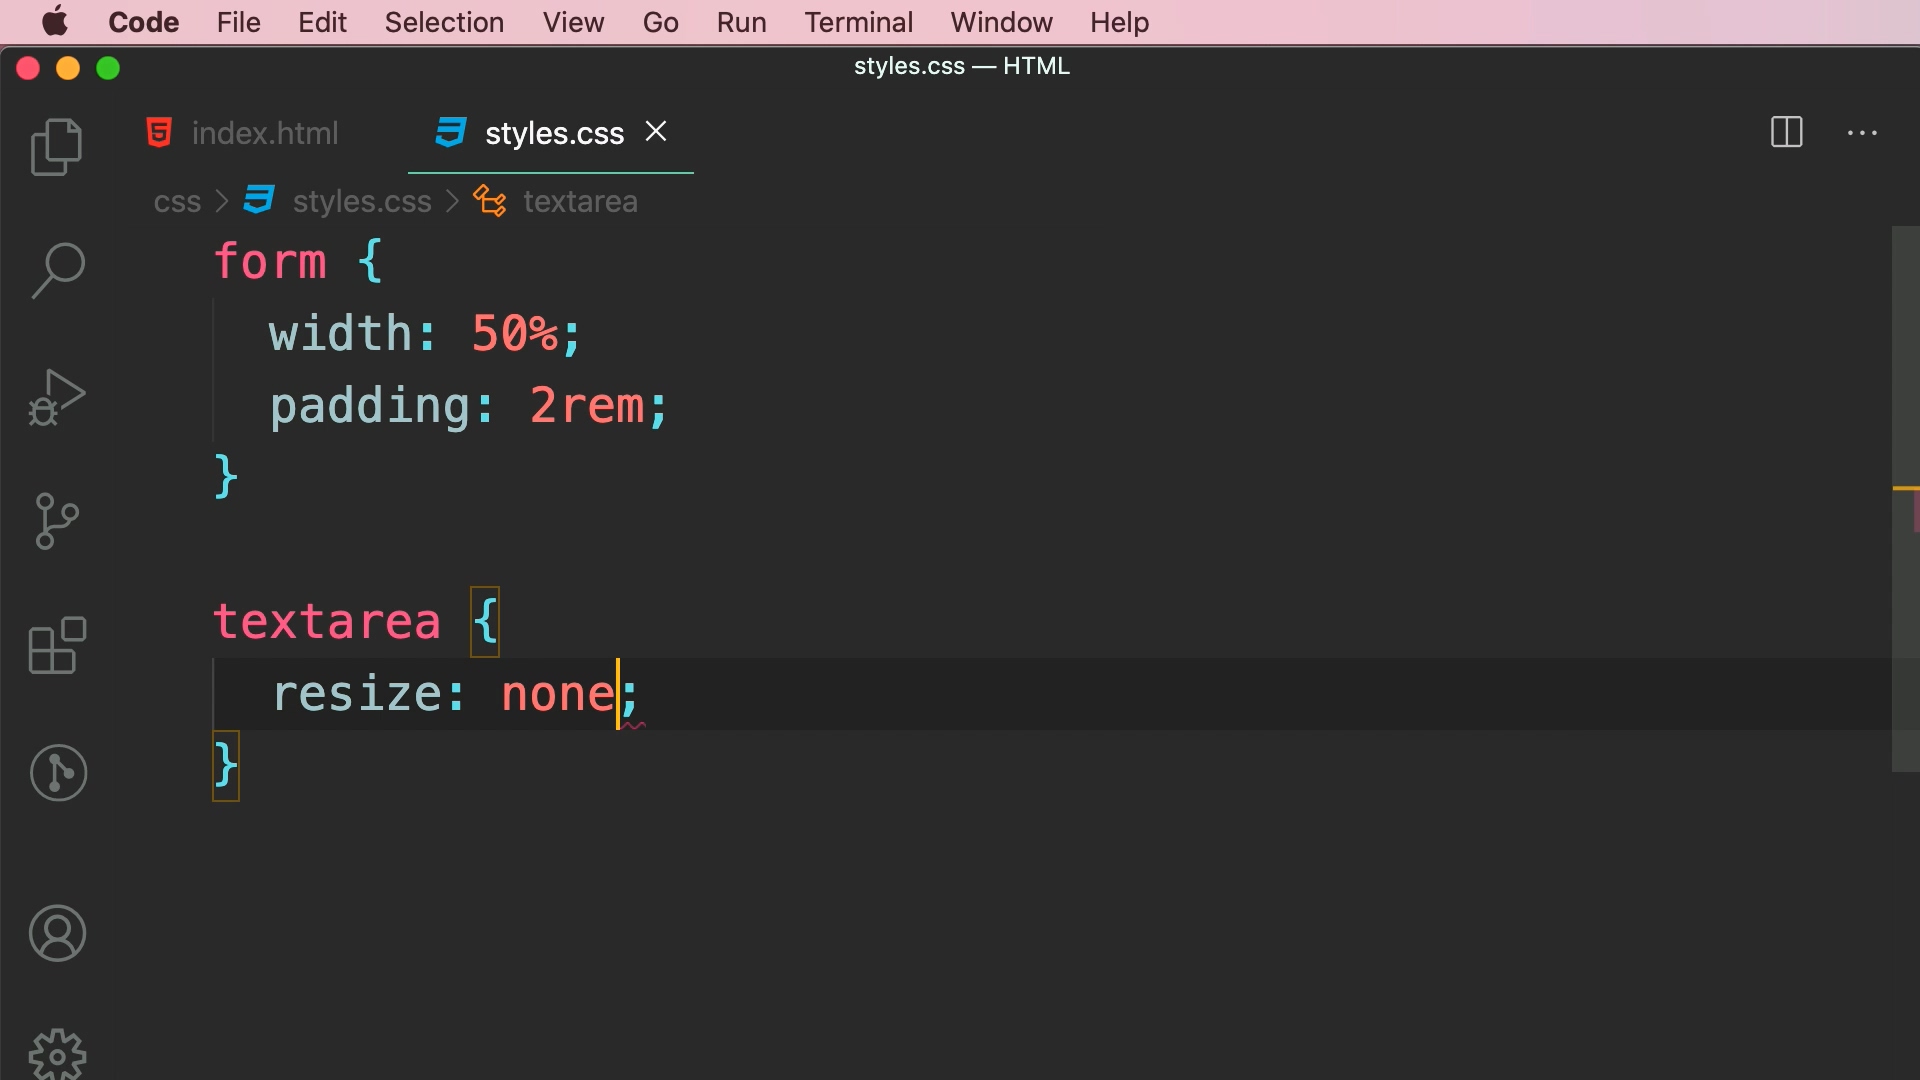 Code File Edit Selection View Go Run Terminal Window Help
styles.css — HTML
index.html styles.css
css > styles.css > textarea
form {
width: 50%;
padding: 2rem;
}
textarea {
resize: none;
}